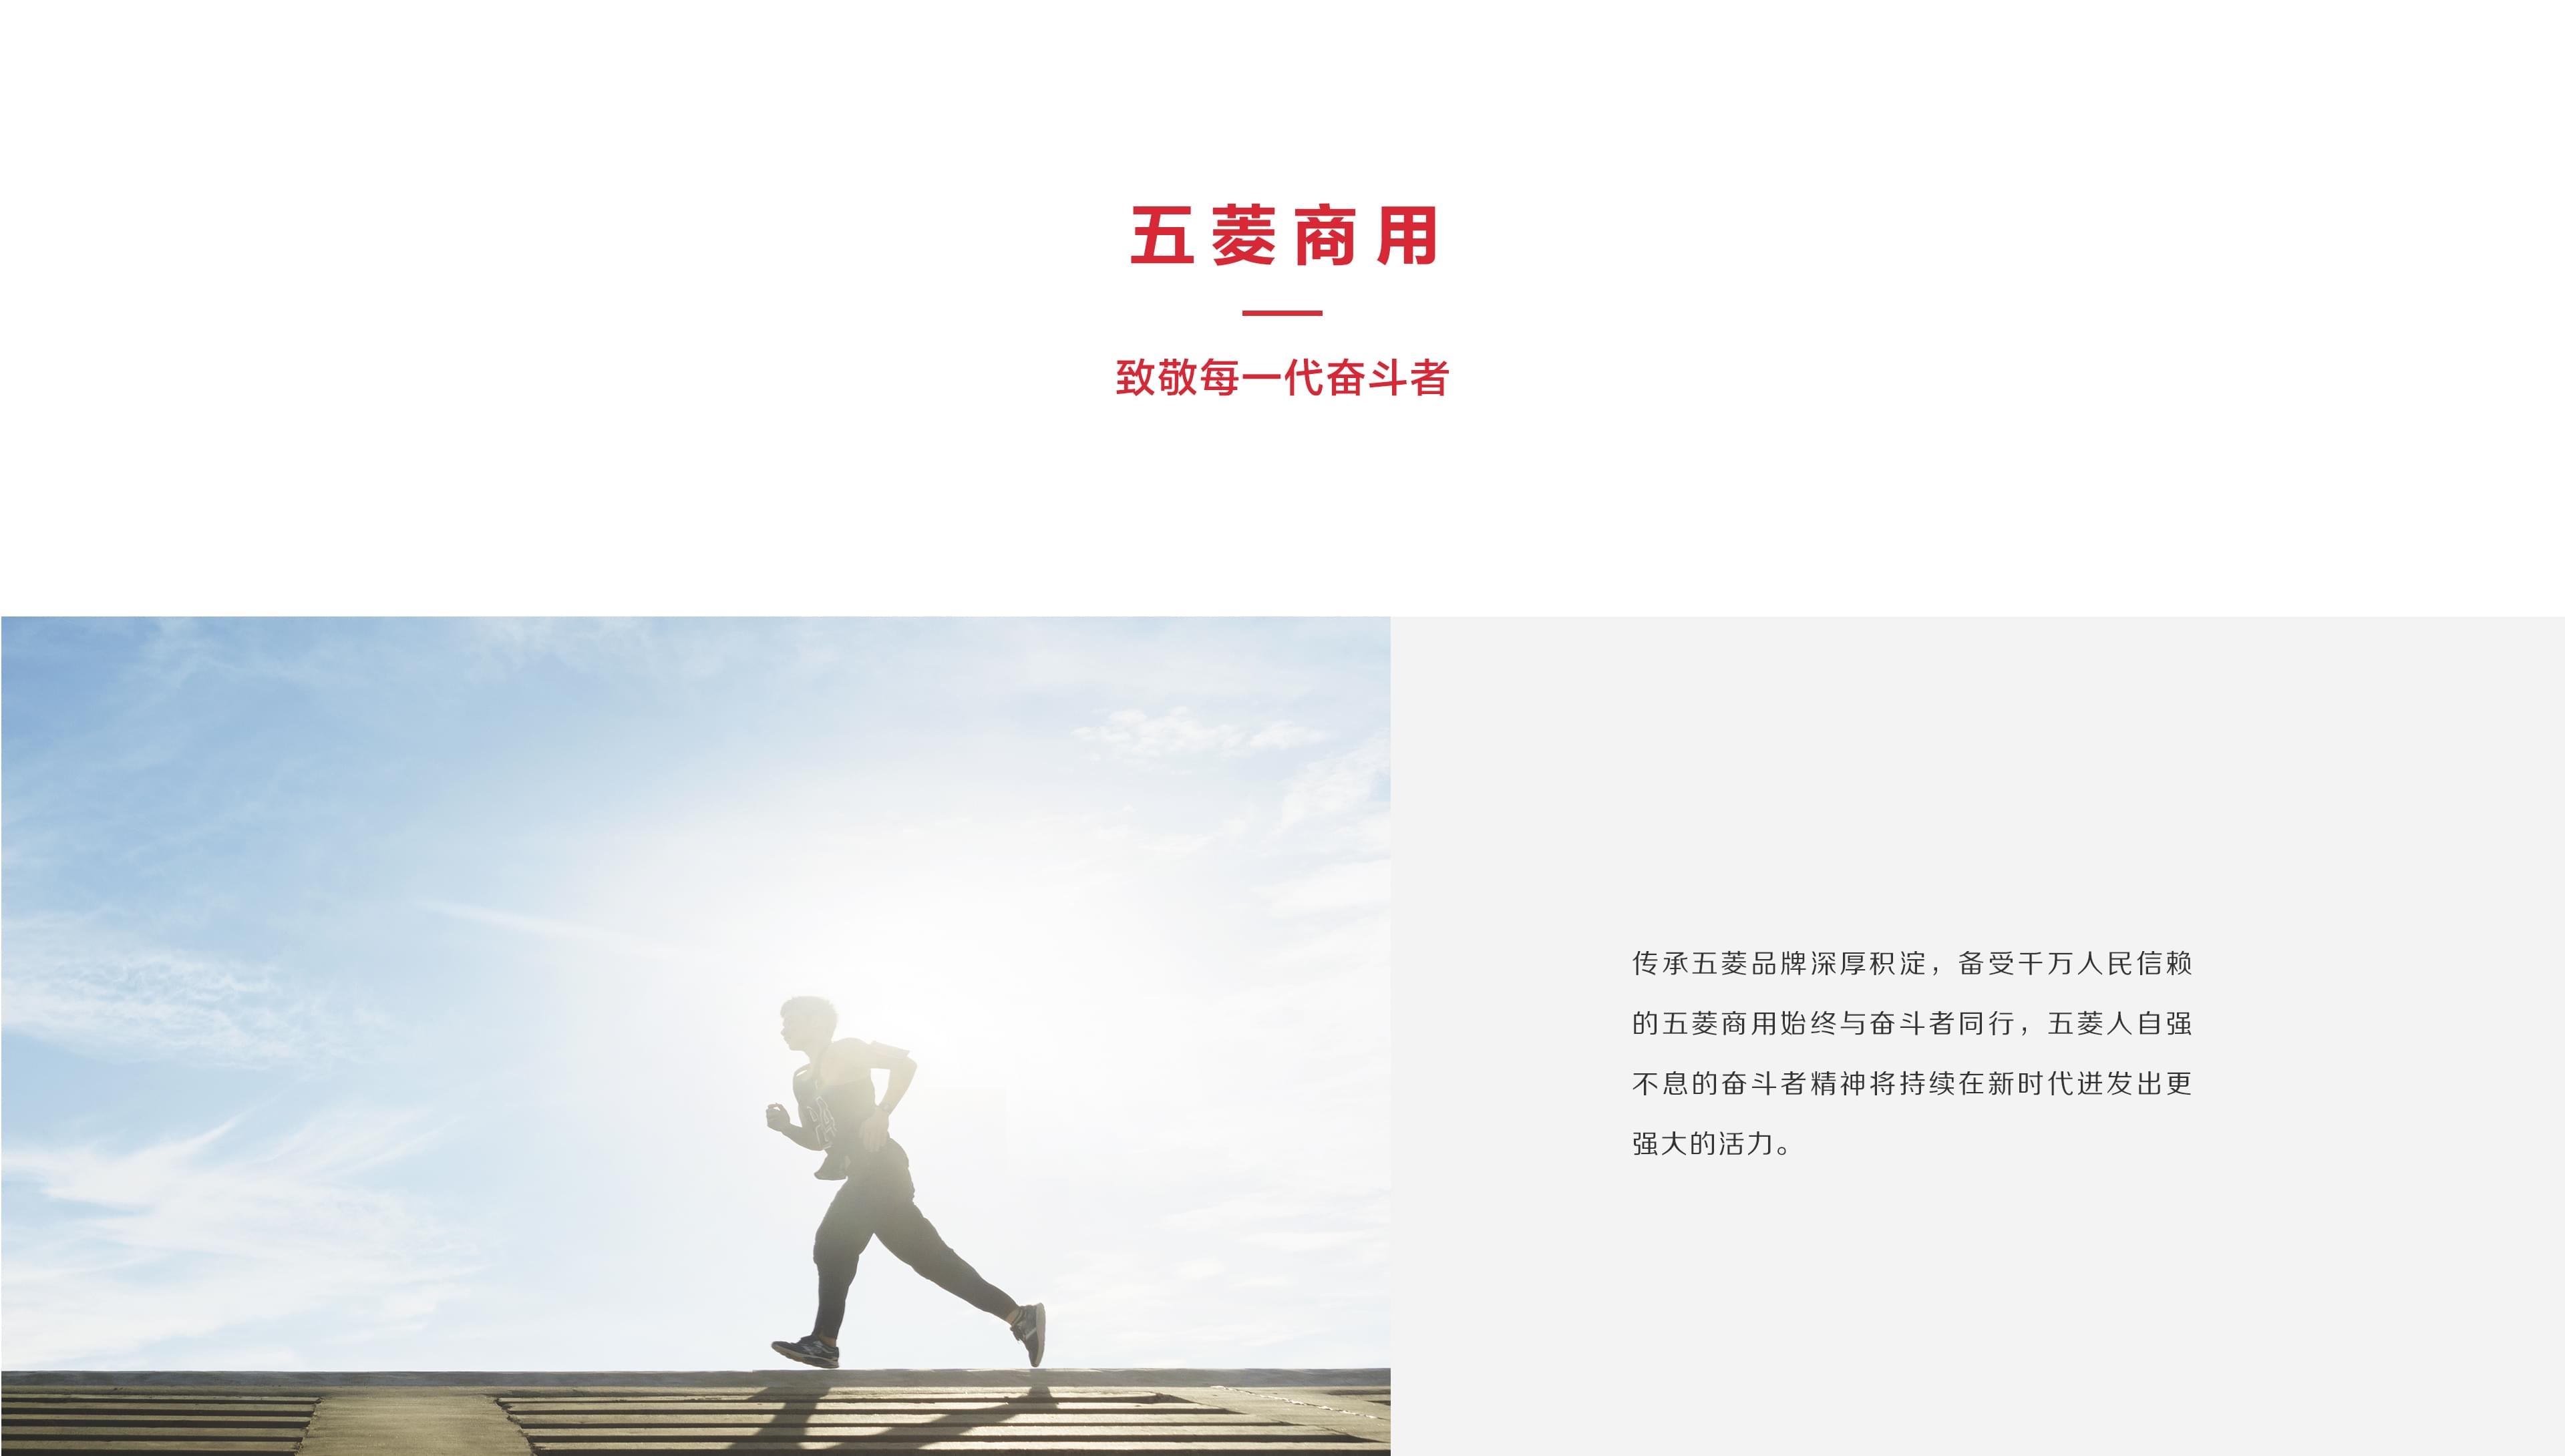 五菱商用
致敬每一代奋斗者
传承五菱品牌深厚积淀，备受千万人民信赖
的五菱商用始终与奋斗者同行，五菱人自强
不息的奋斗者精神将持续在新时代迸发出更
强大的活力。